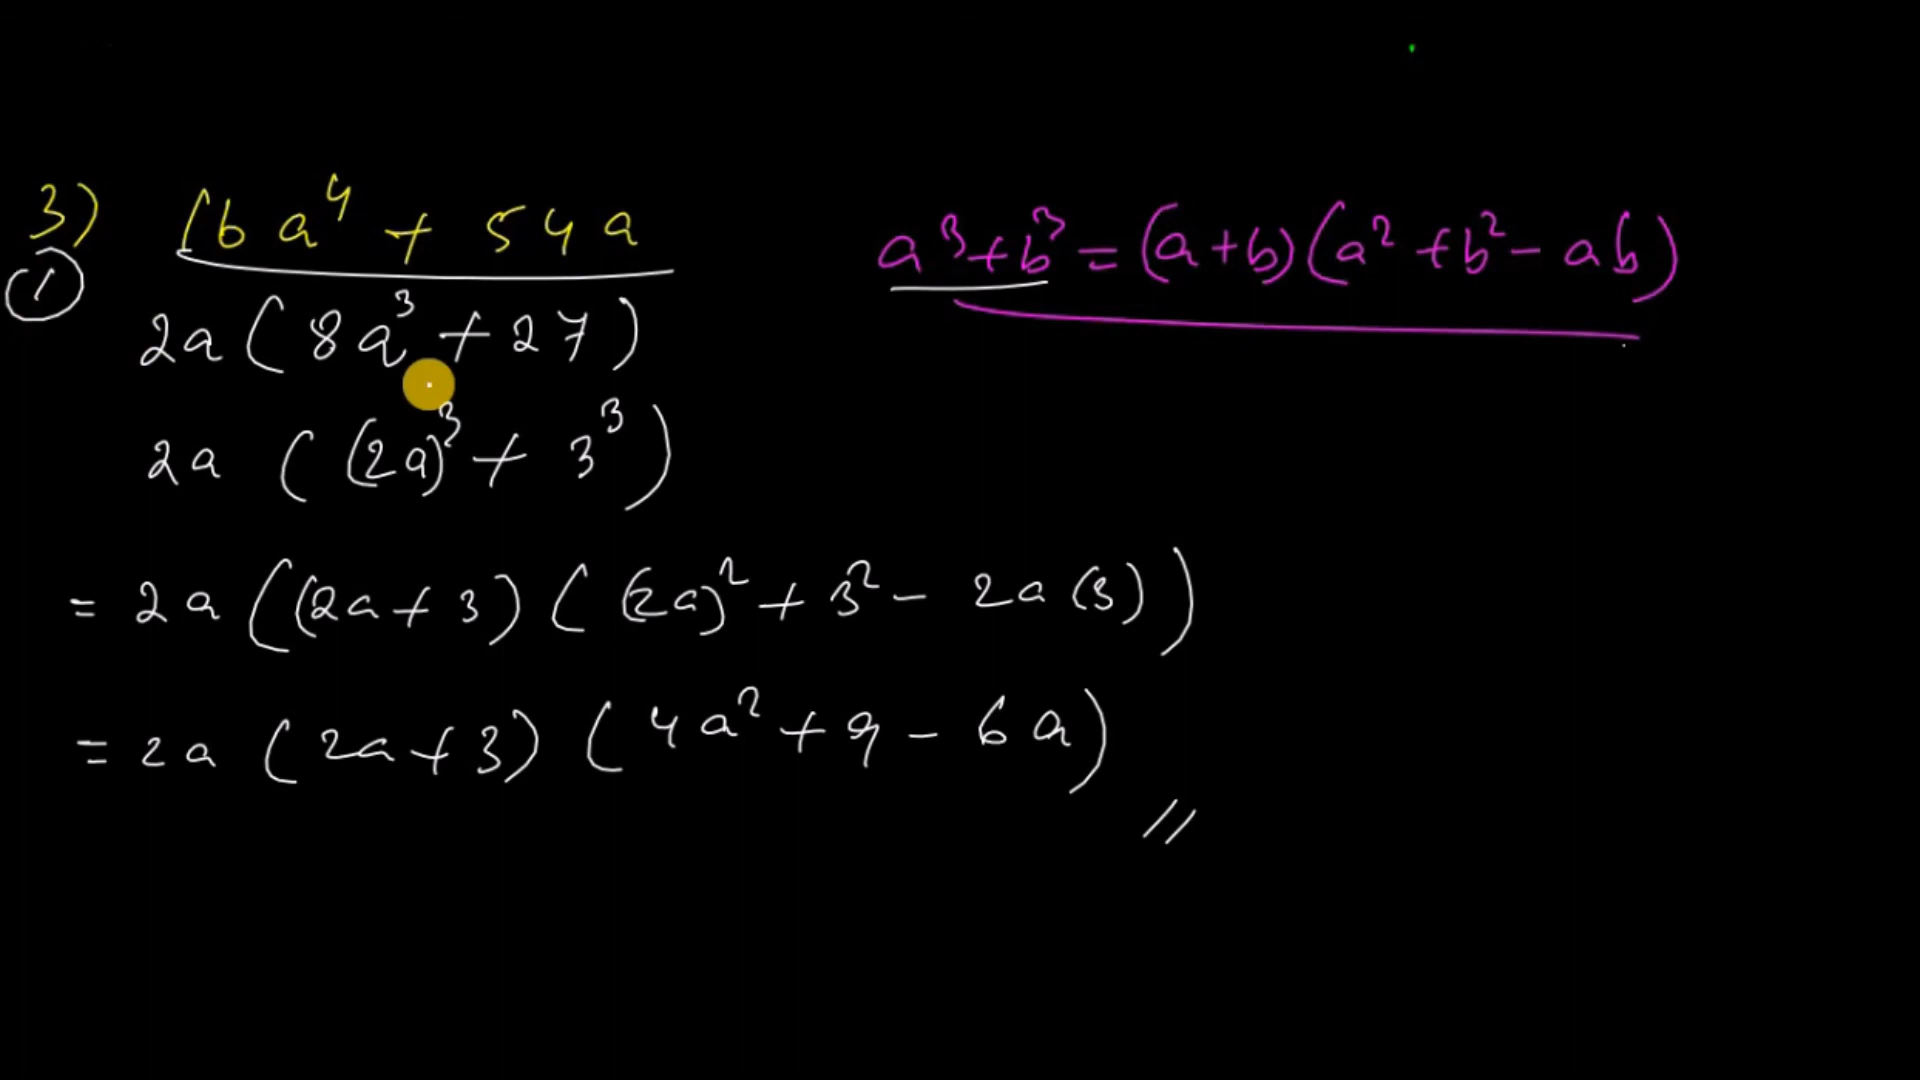 3) 16a⁴ + 54a
a³+b³ = (a+b)(a²+b²-ab)
①
2a(8a³+27)
2a((2a)³+3³)
= 2a((2a+3)((2a)²+3²-2a(3))
= 2a(2a+3)(4a²+9-6a)//